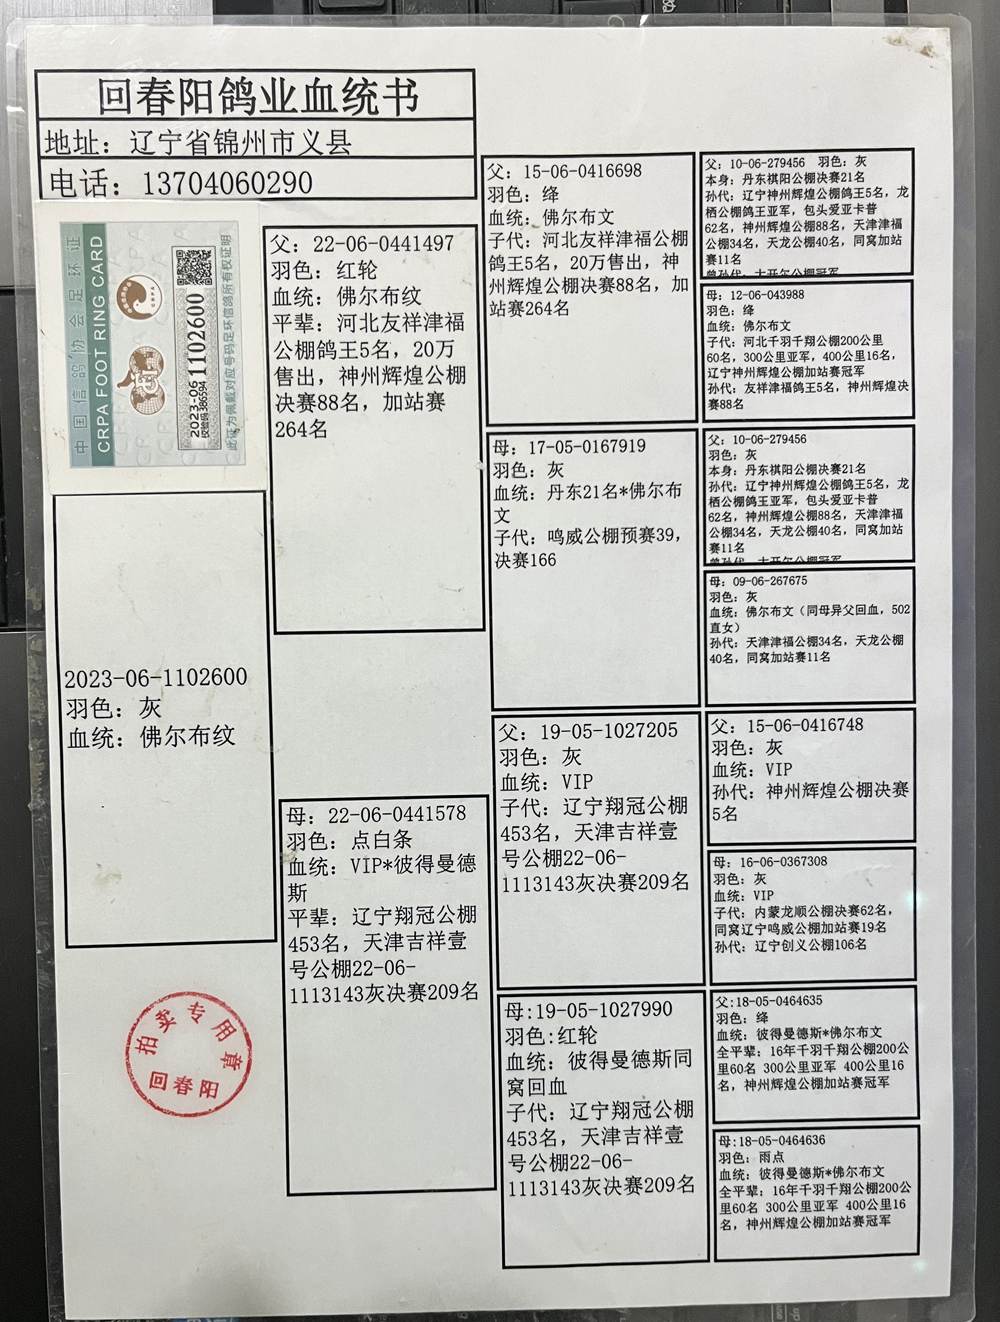 回春阳鸽业血统书
地址：辽宁省锦州市义县
电话：13704060290
中国信鸽协会足环证
CRPA FOOT RING CARD
2023-06 1102600
校验码386594
此证为佩戴对应号码足环信鸽所有权证明
2023-06-1102600
羽色：灰
血统：佛尔布纹
拍卖专用章
回春阳
父：22-06-0441497
羽色：红轮
血统：佛尔布纹
平辈：河北友祥津福
公棚鸽王5名，20万
售出，神州辉煌公棚
决赛88名，加站赛
264名
母：22-06-0441578
羽色：点白条
血统：VIP*彼得曼德
斯
平辈：辽宁翔冠公棚
453名，天津吉祥壹
号公棚22-06-
1113143灰决赛209名
父：15-06-0416698
羽色：绛
血统：佛尔布文
子代：河北友祥津福公棚
鸽王5名，20万售出，神
州辉煌公棚决赛88名，加
站赛264名
母：17-05-0167919
羽色：灰
血统：丹东21名*佛尔布
文
子代：鸣威公棚预赛39，
决赛166
父：19-05-1027205
羽色：灰
血统：VIP
子代：辽宁翔冠公棚
453名，天津吉祥壹
号公棚22-06-
1113143灰决赛209名
母:19-05-1027990
羽色:红轮
血统：彼得曼德斯同
窝回血
子代：辽宁翔冠公棚
453名，天津吉祥壹
号公棚22-06-
1113143灰决赛209名
父：10-06-279456 羽色：灰
本身：丹东祺阳公棚决赛21名
孙代：辽宁神州辉煌公棚鸽王5名，龙
栖公棚鸽王亚军，包头爱亚卡普
62名，神州辉煌公棚88名，天津津福
公棚34名，天龙公棚40名，同窝加站
赛11名
母：12-06-043988
羽色：绛
血统：佛尔布文
子代：河北千羽千翔公棚200公里
60名，300公里亚军，400公里16名，
辽宁神州辉煌公棚加站赛冠军
孙代：友祥津福鸽王5名，神州辉煌决
赛88名
父：10-06-279456
羽色：灰
本身：丹东祺阳公棚决赛21名
孙代：辽宁神州辉煌公棚鸽王5名，龙
栖公棚鸽王亚军，包头爱亚卡普
62名，神州辉煌公棚88名，天津津福
公棚34名，天龙公棚40名，同窝加站
赛11名
母：09-06-267675
羽色：灰
血统：佛尔布文（同母异父回血，502
直女）
孙代：天津津福公棚34名，天龙公棚
40名，同窝加站赛11名
父：15-06-0416748
羽色：灰
血统：VIP
孙代：神州辉煌公棚决赛
5名
母：16-06-0367308
羽色：灰
血统：VIP
子代：内蒙龙顺公棚决赛62名，
同窝辽宁鸣威公棚加站赛19名
孙代：辽宁创义公棚106名
父:18-05-0464635
羽色：绛
血统：彼得曼德斯*佛尔布文
全平辈：16年千羽千翔公棚200公
里60名 300公里亚军 400公里16
名，神州辉煌公棚加站赛冠军
母:18-05-0464636
羽色：雨点
血统：彼得曼德斯*佛尔布文
全平辈：16年千羽千翔公棚200公
里60名 300公里亚军 400公里16
名，神州辉煌公棚加站赛冠军